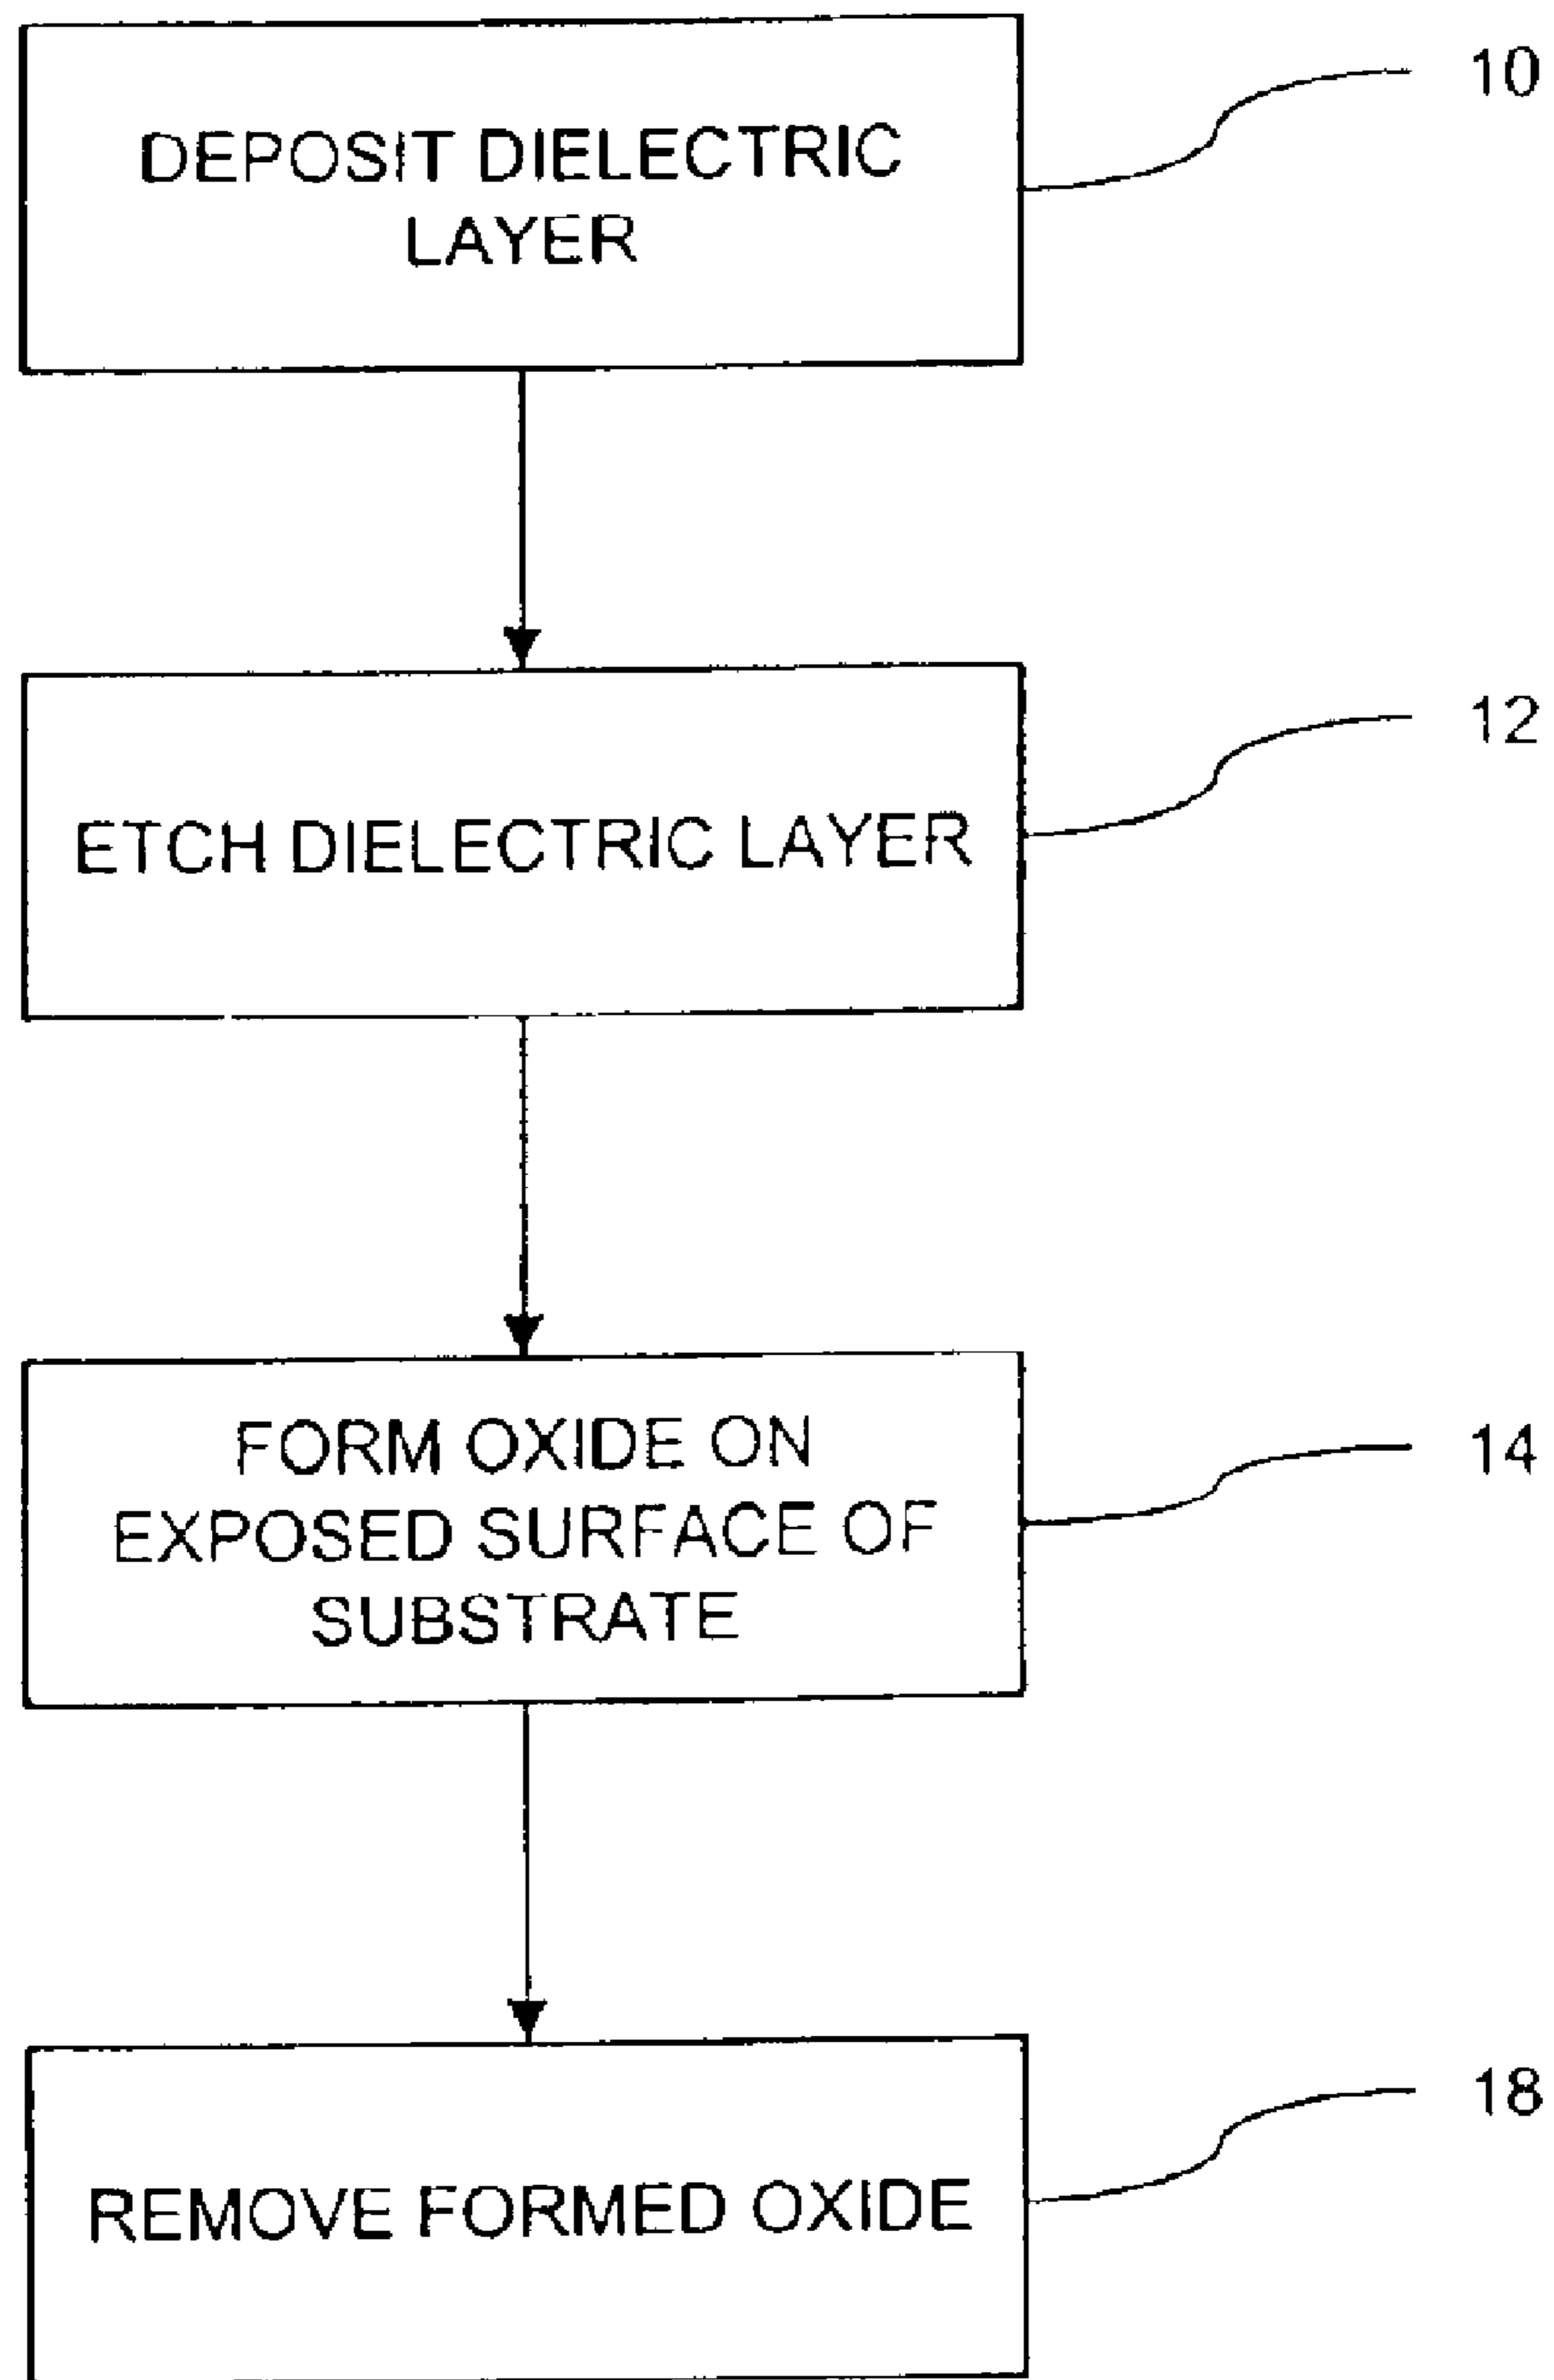 DEPOSIT DIELECTRIC
LAYER
10
ETCH DIELECTRIC LAYER
12
FORM OXIDE ON
EXPOSED SURFACE OF
SUBSTRATE
14
REMOVE FORMED OXIDE
18